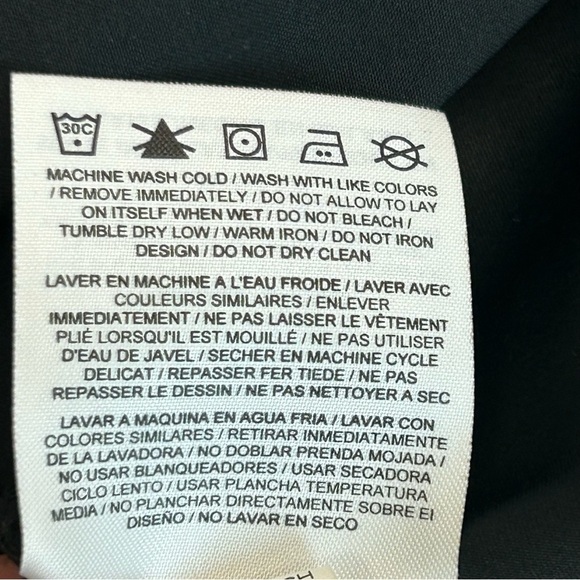 30C
MACHINE WASH COLD / WASH WITH LIKE COLORS
/ REMOVE IMMEDIATELY / DO NOT ALLOW TO LAY
ON ITSELF WHEN WET / DO NOT BLEACH /
TUMBLE DRY LOW / WARM IRON / DO NOT IRON
DESIGN / DO NOT DRY CLEAN
LAVER EN MACHINE A L'EAU FROIDE / LAVER AVEC
COULEURS SIMILAIRES / ENLEVER
IMMEDIATEMENT / NE PAS LAISSER LE VÊTEMENT
PLIÉ LORSQU'IL EST MOUILLÉ / NE PAS UTILISER
D'EAU DE JAVEL / SECHER EN MACHINE CYCLE
DELICAT / REPASSER FER TIEDE / NE PAS
REPASSER LE DESSIN / NE PAS NETTOYER A SEC
LAVAR A MAQUINA EN AGUA FRIA / LAVAR CON
COLORES SIMILARES / RETIRAR INMEDIATAMENTE
DE LA LAVADORA / NO DOBLAR PRENDA MOJADA /
NO USAR BLANQUEADORES / USAR SECADORA
CICLO LENTO / USAR PLANCHA TEMPERATURA
MEDIA / NO PLANCHAR DIRECTAMENTE SOBRE El
DISEÑO / NO LAVAR EN SECO